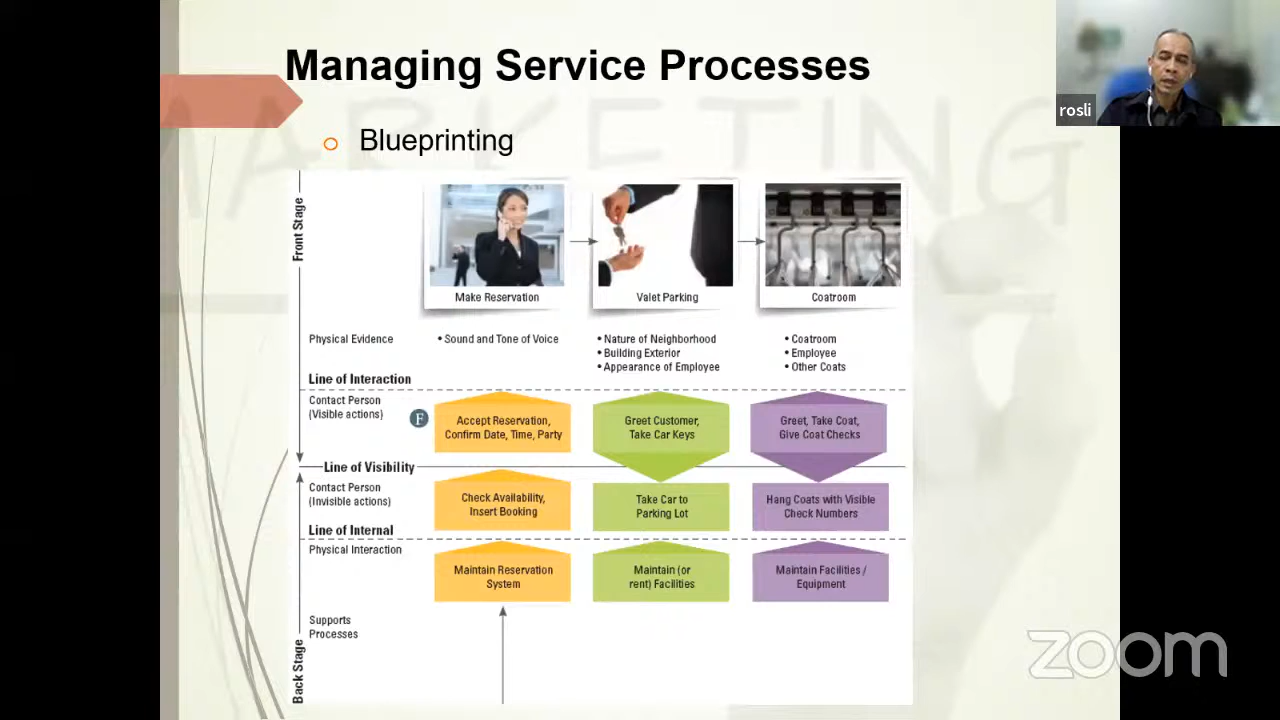 Managing Service Processes
rosli
Blueprinting
MARKETING
Front Stage
Make Reservation
Valet Parking
Coatroom
Physical Evidence
• Sound and Tone of Voice
• Nature of Neighborhood
• Building Exterior
• Appearance of Employee
• Coatroom
• Employee
• Other Coats
Line of Interaction
Contact Person
(Visible actions)
F
Accept Reservation,
Confirm Date, Time, Party
Greet Customer,
Take Car Keys
Greet, Take Coat,
Give Coat Checks
Line of Visibility
Contact Person
(Invisible actions)
Check Availability,
Insert Booking
Take Car to
Parking Lot
Hang Coats with Visible
Check Numbers
Line of Internal
Physical Interaction
Maintain Reservation
System
Maintain (or
rent) Facilities
Maintain Facilities /
Equipment
Supports
Processes
Back Stage
zoom